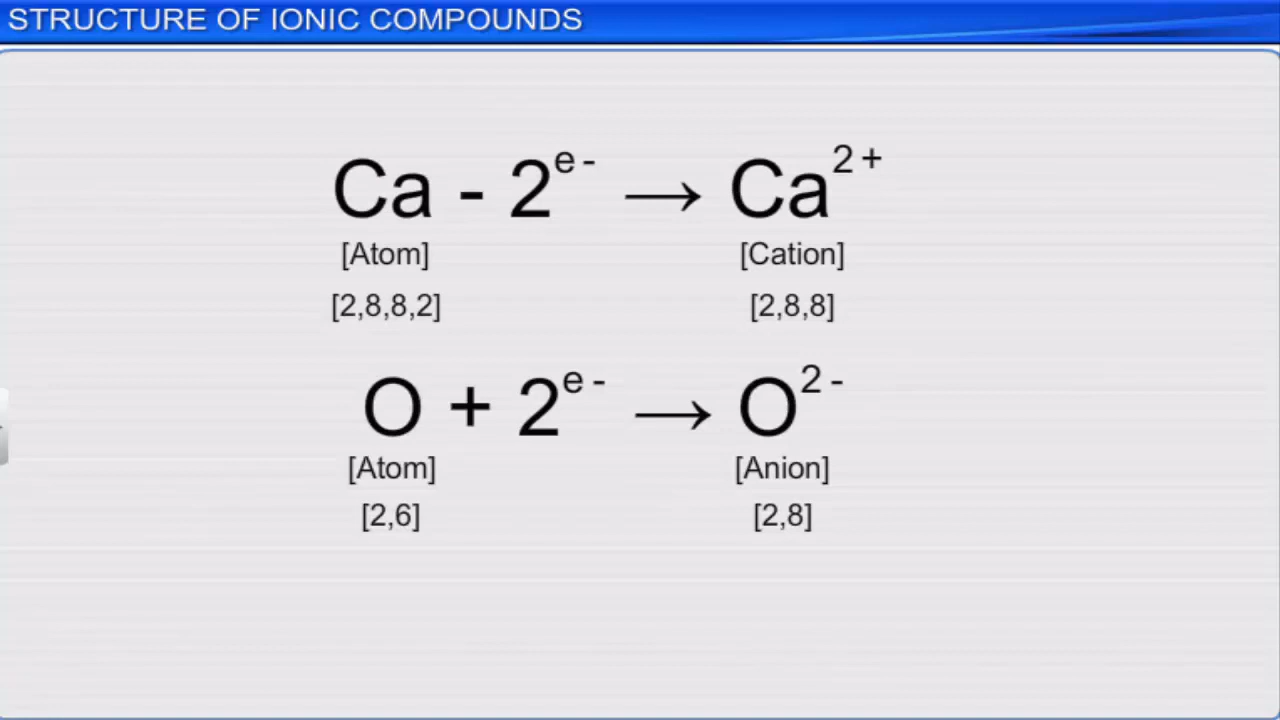 STRUCTURE OF IONIC COMPOUNDS
Ca - 2e- → Ca2+
[Atom] [Cation]
[2,8,8,2] [2,8,8]
O + 2e- → O2-
[Atom] [Anion]
[2,6] [2,8]